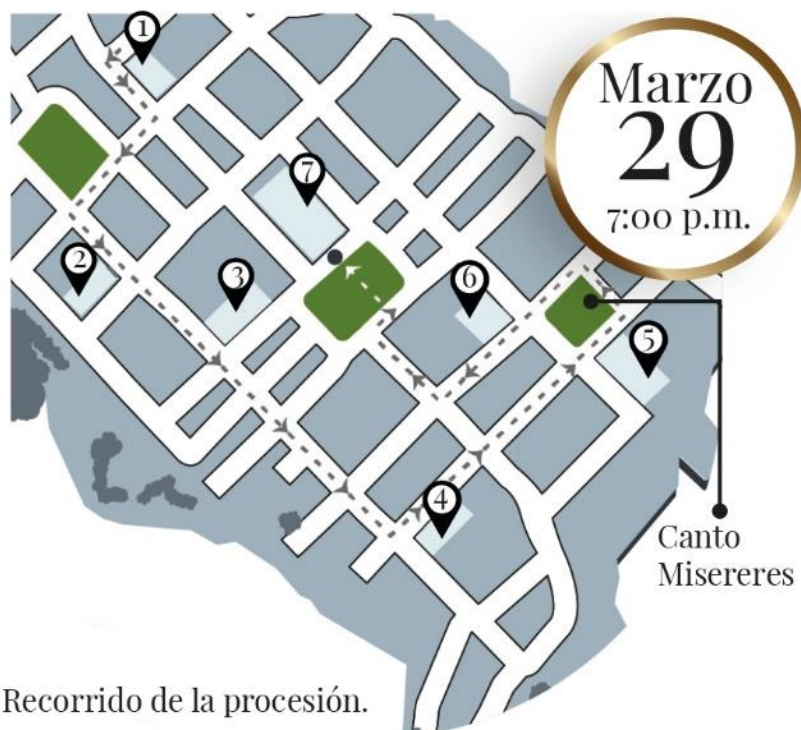 1
Marzo
29
7:00 p.m.
7
2
3
6
5
4
Canto
Misereres
Recorrido de la procesión.